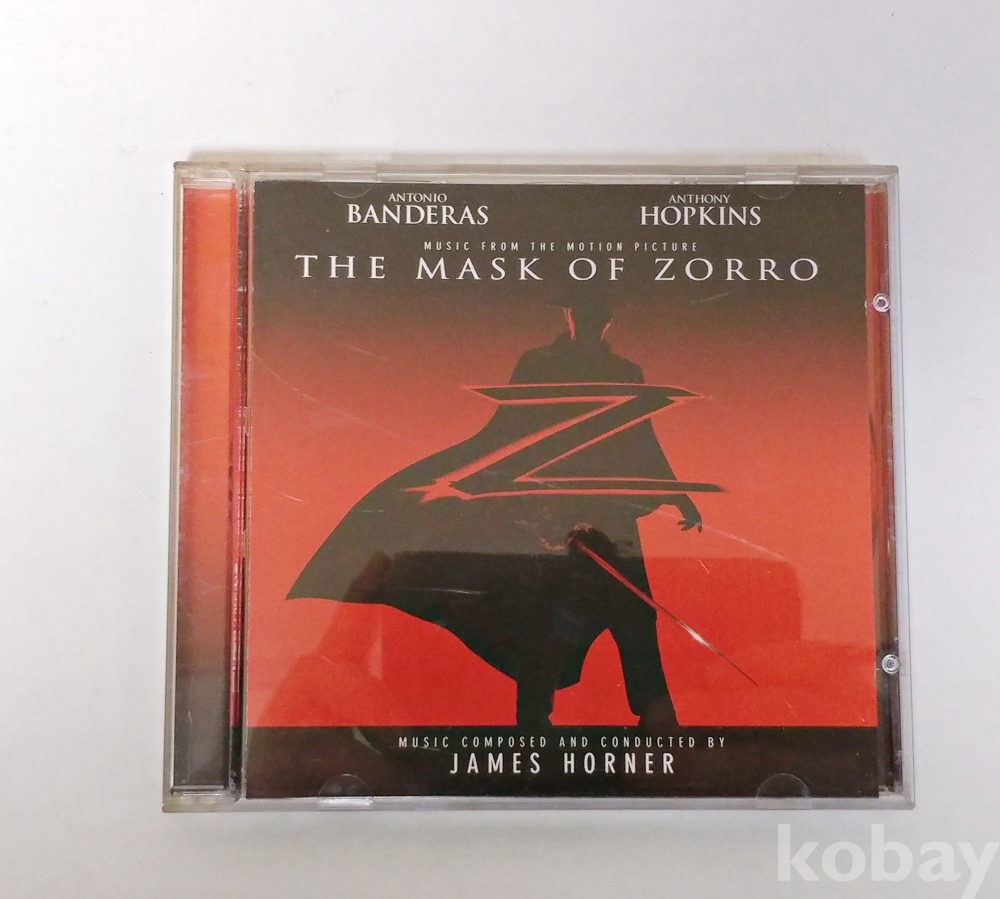 ANTONIO
BANDERAS
ANTHONY
HOPKINS
MUSIC FROM THE MOTION PICTURE
THE MASK OF ZORRO
Z
MUSIC COMPOSED AND CONDUCTED BY
JAMES HORNER
kobay